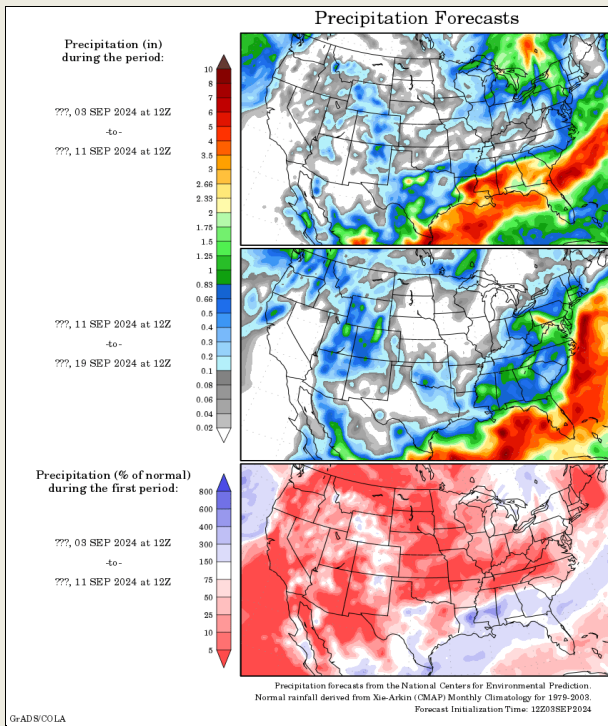 Precipitation Forecasts
Precipitation (in)
during the period:
???, 03 SEP 2024 at 12Z
-to-
???, 11 SEP 2024 at 12Z
10
8
7
6
5
4
3.5
3
2.66
2.33
2
1.75
1.5
1.25
1
0.83
0.66
0.5
0.4
0.3
0.2
0.1
0.08
0.06
0.04
0.02
???, 11 SEP 2024 at 12Z
-to-
???, 19 SEP 2024 at 12Z
Precipitation (% of normal)
during the first period:
???, 03 SEP 2024 at 12Z
-to-
???, 11 SEP 2024 at 12Z
800
600
400
300
150
75
50
25
10
5
Precipitation forecasts from the National Centers for Environmental Prediction.
Normal rainfall derived from Xie-Arkin (CMAP) Monthly Climatology for 1979-2003.
Forecast Initialization Time: 12Z03SEP2024
GrADS/COLA